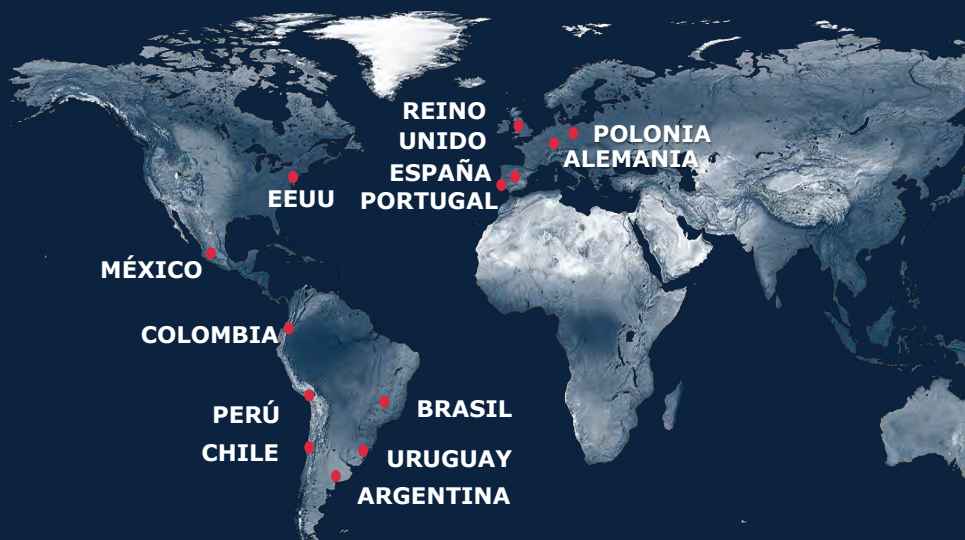 REINO
UNIDO
POLONIA
ALEMANIA
ESPAÑA
PORTUGAL
EEUU
MÉXICO
COLOMBIA
PERÚ
BRASIL
CHILE
URUGUAY
ARGENTINA